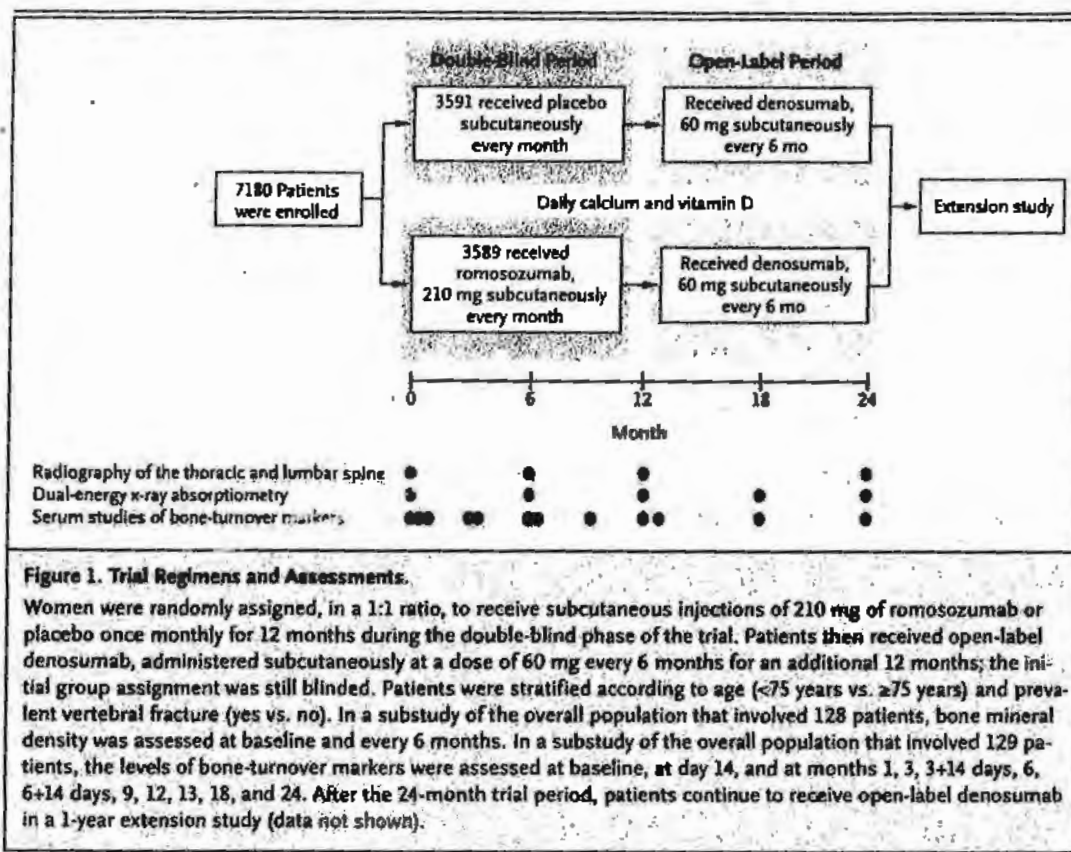 Double-Blind Period
Open-Label Period
3591 received placebo
subcutaneously
every month
Received denosumab,
60 mg subcutaneously
every 6 mo
7180 Patients
were enrolled
Daily calcium and vitamin D
Extension study
3589 received
romosozumab,
210 mg subcutaneously
every month
Received denosumab,
60 mg subcutaneously
every 6 mo
0 6 12 18 24
Month
Radiography of the thoracic and lumbar spine
Dual-energy x-ray absorptiometry
Serum studies of bone-turnover markers
Figure 1. Trial Regimens and Assessments.
Women were randomly assigned, in a 1:1 ratio, to receive subcutaneous injections of 210 mg of romosozumab or
placebo once monthly for 12 months during the double-blind phase of the trial. Patients then received open-label
denosumab, administered subcutaneously at a dose of 60 mg every 6 months for an additional 12 months; the ini-
tial group assignment was still blinded. Patients were stratified according to age (<75 years vs. ≥75 years) and preva-
lent vertebral fracture (yes vs. no). In a substudy of the overall population that involved 128 patients, bone mineral
density was assessed at baseline and every 6 months. In a substudy of the overall population that involved 129 pa-
tients, the levels of bone-turnover markers were assessed at baseline, at day 14, and at months 1, 3, 3+14 days, 6,
6+14 days, 9, 12, 13, 18, and 24. After the 24-month trial period, patients continue to receive open-label denosumab
in a 1-year extension study (data not shown).